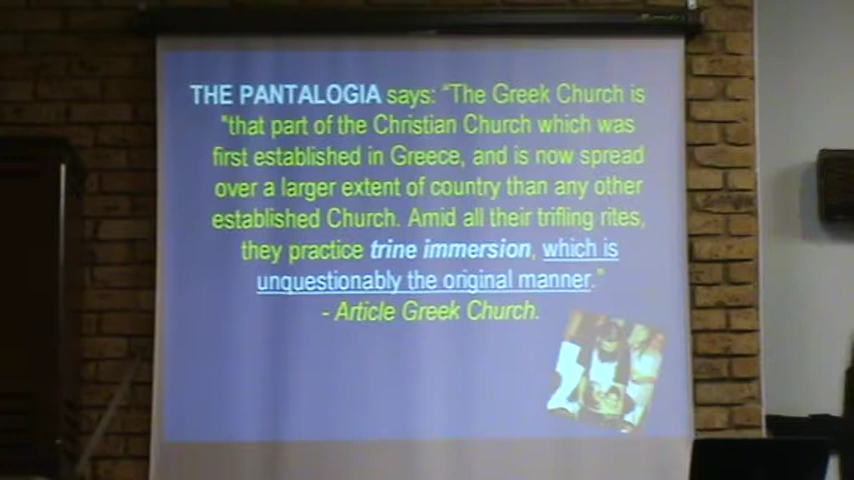 THE PANTALOGIA says: "The Greek Church is
"that part of the Christian Church which was
first established in Greece, and is now spread
over a larger extent of country than any other
established Church. Amid all their trifling rites,
they practice trine immersion, which is
unquestionably the original manner."
- Article Greek Church.